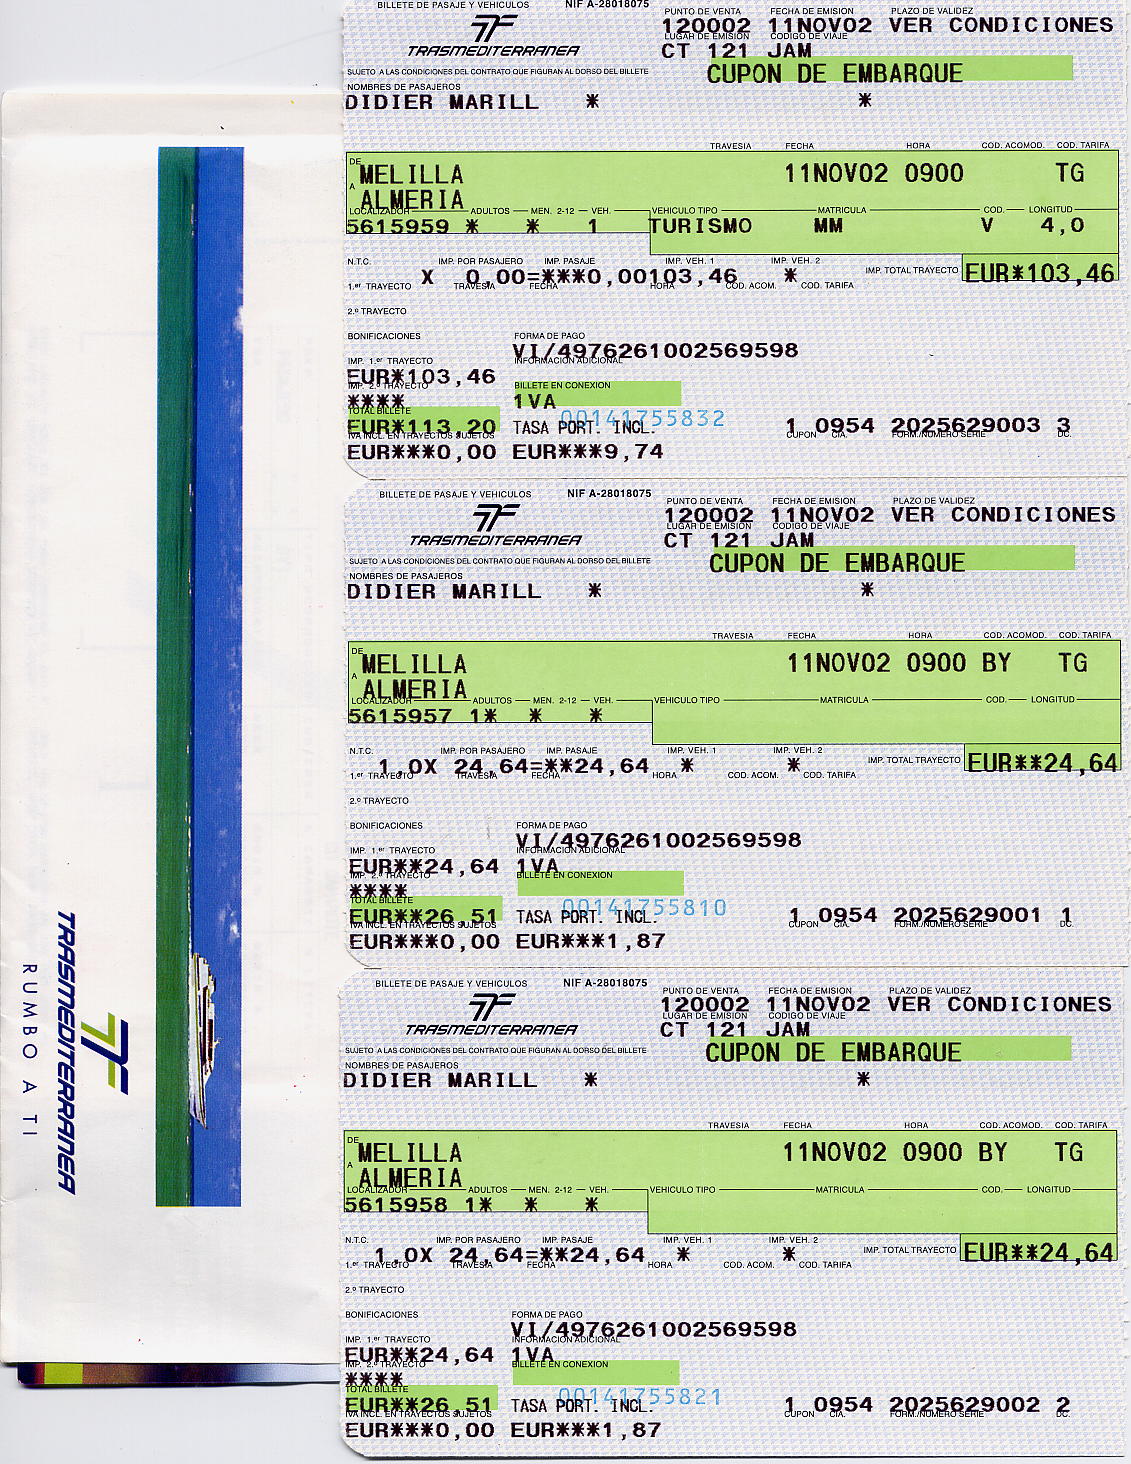 BILLETE DE PASAJE Y VEHICULOS NIF A-28018075
PUNTO DE VENTA FECHA DE EMISION PLAZO DE VALIDEZ
120002 11NOV02 VER CONDICIONES
LUGAR DE EMISION CODIGO DE VIAJE
TRASMEDITERRANEA
CT 121 JAM
SUJETO A LAS CONDICIONES DEL CONTRATO QUE FIGURAN AL DORSO DEL BILLETE
CUPON DE EMBARQUE
NOMBRES DE PASAJEROS
DIDIER MARILL * *
TRAVESIA FECHA HORA COD. ACOMOD. COD. TARIFA
DE
MELILLA 11NOV02 0900 TG
A
ALMERIA
LOCALIZADOR ADULTOS MEN. 2-12 VEH. VEHICULO TIPO MATRICULA COD. LONGITUD
5615959 * * 1 TURISMO MM V 4,0
N.T.C. IMP. POR PASAJERO IMP. PASAJE IMP. VEH. 1 IMP. VEH. 2 IMP. TOTAL TRAYECTO
X 0,00=***0,00103,46 * EUR*103,46
1.er TRAYECTO TRAVESIA FECHA HORA COD. ACOM. COD. TARIFA
2.º TRAYECTO
BONIFICACIONES FORMA DE PAGO
VI/4976261002569598
IMP. 1.er TRAYECTO INFORMACION ADICIONAL
EUR*103,46
IMP. 2.º TRAYECTO BILLETE EN CONEXION
**** 1VA
TOTAL BILLETE 00141755832
EUR*113,20 TASA PORT. INCL. 1 0954 2025629003 3
IVA INCL. EN TRAYECTOS SUJETOS CUPON CIA. FORM./NUMERO SERIE DC.
EUR***0,00 EUR***9,74
BILLETE DE PASAJE Y VEHICULOS NIF A-28018075
PUNTO DE VENTA FECHA DE EMISION PLAZO DE VALIDEZ
120002 11NOV02 VER CONDICIONES
LUGAR DE EMISION CODIGO DE VIAJE
TRASMEDITERRANEA
CT 121 JAM
SUJETO A LAS CONDICIONES DEL CONTRATO QUE FIGURAN AL DORSO DEL BILLETE
CUPON DE EMBARQUE
NOMBRES DE PASAJEROS
DIDIER MARILL * *
TRAVESIA FECHA HORA COD. ACOMOD. COD. TARIFA
DE
MELILLA 11NOV02 0900 BY TG
A
ALMERIA
LOCALIZADOR ADULTOS MEN. 2-12 VEH. VEHICULO TIPO MATRICULA COD. LONGITUD
5615957 1* * *
N.T.C. IMP. POR PASAJERO IMP. PASAJE IMP. VEH. 1 IMP. VEH. 2 IMP. TOTAL TRAYECTO
1,0X 24,64=**24,64 * * EUR**24,64
1.er TRAYECTO TRAVESIA FECHA HORA COD. ACOM. COD. TARIFA
2.º TRAYECTO
BONIFICACIONES FORMA DE PAGO
VI/4976261002569598
IMP. 1.er TRAYECTO INFORMACION ADICIONAL
EUR**24,64 1VA
IMP. 2.º TRAYECTO BILLETE EN CONEXION
****
TOTAL BILLETE 00141755810
EUR**26,51 TASA PORT. INCL. 1 0954 2025629001 1
IVA INCL. EN TRAYECTOS SUJETOS CUPON CIA. FORM./NUMERO SERIE DC.
EUR***0,00 EUR***1,87
BILLETE DE PASAJE Y VEHICULOS NIF A-28018075
PUNTO DE VENTA FECHA DE EMISION PLAZO DE VALIDEZ
120002 11NOV02 VER CONDICIONES
LUGAR DE EMISION CODIGO DE VIAJE
TRASMEDITERRANEA
CT 121 JAM
SUJETO A LAS CONDICIONES DEL CONTRATO QUE FIGURAN AL DORSO DEL BILLETE
CUPON DE EMBARQUE
NOMBRES DE PASAJEROS
DIDIER MARILL * *
TRAVESIA FECHA HORA COD. ACOMOD. COD. TARIFA
DE
MELILLA 11NOV02 0900 BY TG
A
ALMERIA
LOCALIZADOR ADULTOS MEN. 2-12 VEH. VEHICULO TIPO MATRICULA COD. LONGITUD
5615958 1* * *
N.T.C. IMP. POR PASAJERO IMP. PASAJE IMP. VEH. 1 IMP. VEH. 2 IMP. TOTAL TRAYECTO
1,0X 24,64=**24,64 * * EUR**24,64
1.er TRAYECTO TRAVESIA FECHA HORA COD. ACOM. COD. TARIFA
2.º TRAYECTO
BONIFICACIONES FORMA DE PAGO
VI/4976261002569598
IMP. 1.er TRAYECTO INFORMACION ADICIONAL
EUR**24,64 1VA
IMP. 2.º TRAYECTO BILLETE EN CONEXION
****
TOTAL BILLETE 00141755821
EUR**26,51 TASA PORT. INCL. 1 0954 2025629002 2
IVA INCL. EN TRAYECTOS SUJETOS CUPON CIA. FORM./NUMERO SERIE DC.
EUR***0,00 EUR***1,87
TRASMEDITERRANEA
RUMBO A TI